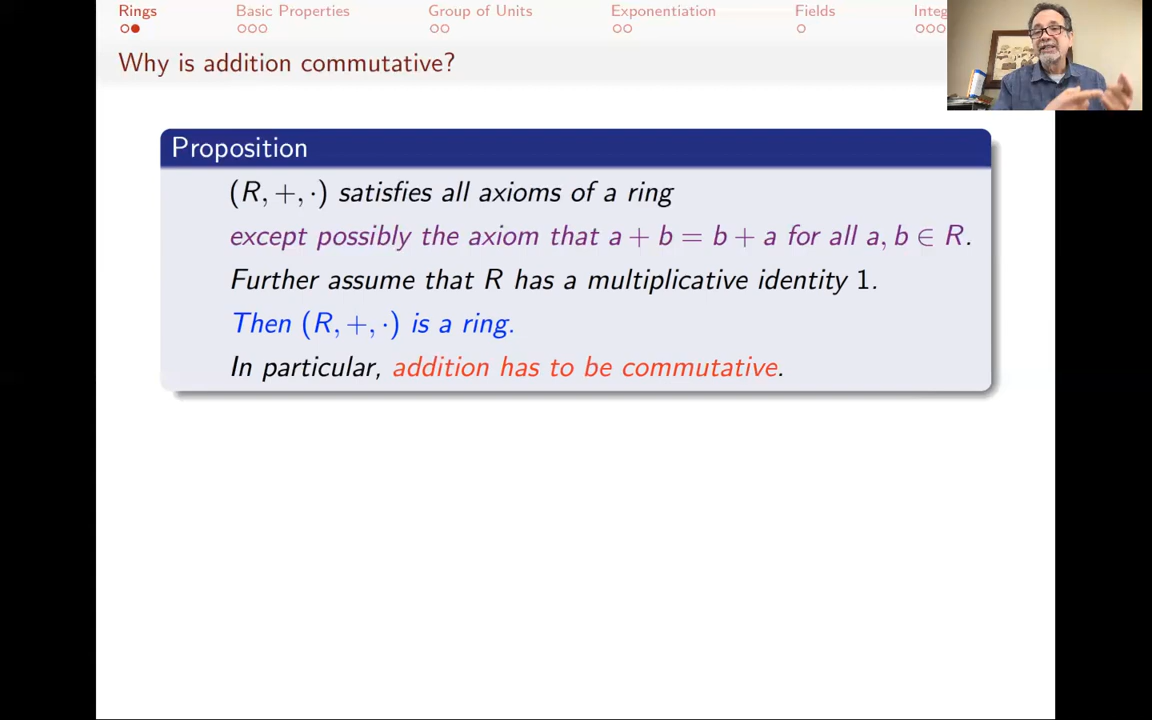 Rings Basic Properties Group of Units Exponentiation Fields Integ
Why is addition commutative?
Proposition
(R, +, ·) satisfies all axioms of a ring
except possibly the axiom that a + b = b + a for all a, b ∈ R.
Further assume that R has a multiplicative identity 1.
Then (R, +, ·) is a ring.
In particular, addition has to be commutative.